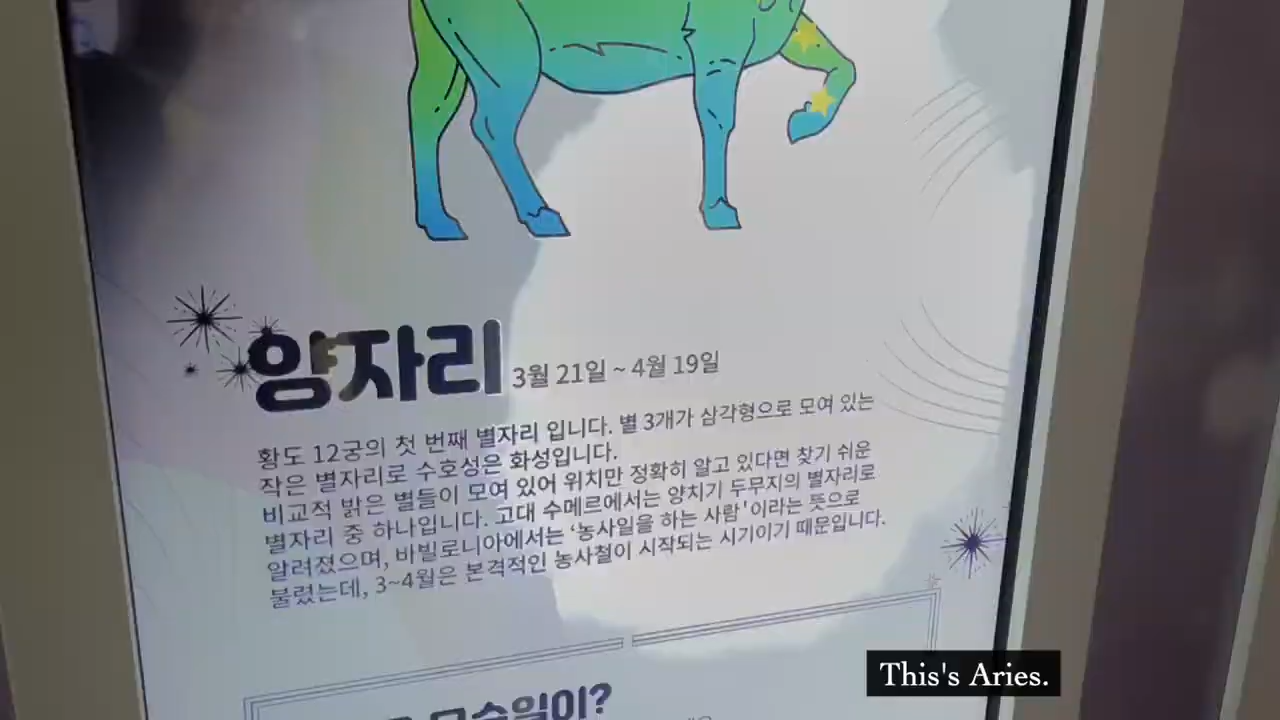 양자리 3월 21일 ~ 4월 19일
황도 12궁의 첫 번째 별자리 입니다. 별 3개가 삼각형으로 모여 있는
작은 별자리로 수호성은 화성입니다.
비교적 밝은 별들이 모여 있어 위치만 정확히 알고 있다면 찾기 쉬운
별자리 중 하나입니다. 고대 수메르에서는 양치기 두무지의 별자리로
알려졌으며, 바빌로니아에서는 ‘농사일을 하는 사람'이라는 뜻으로
불렸는데, 3~4월은 본격적인 농사철이 시작되는 시기이기 때문입니다.
This's Aries.